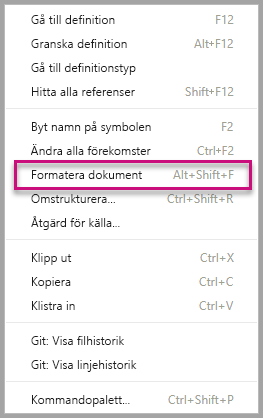 Gå till definition F12
Granska definition Alt+F12
Gå till definitionstyp
Hitta alla referenser Shift+F12
Byt namn på symbolen F2
Ändra alla förekomster Ctrl+F2
Formatera dokument Alt+Shift+F
Omstrukturera... Ctrl+Shift+R
Åtgärd för källa...
Klipp ut Ctrl+X
Kopiera Ctrl+C
Klistra in Ctrl+V
Git: Visa filhistorik
Git: Visa linjehistorik
Kommandopalett... Ctrl+Shift+P